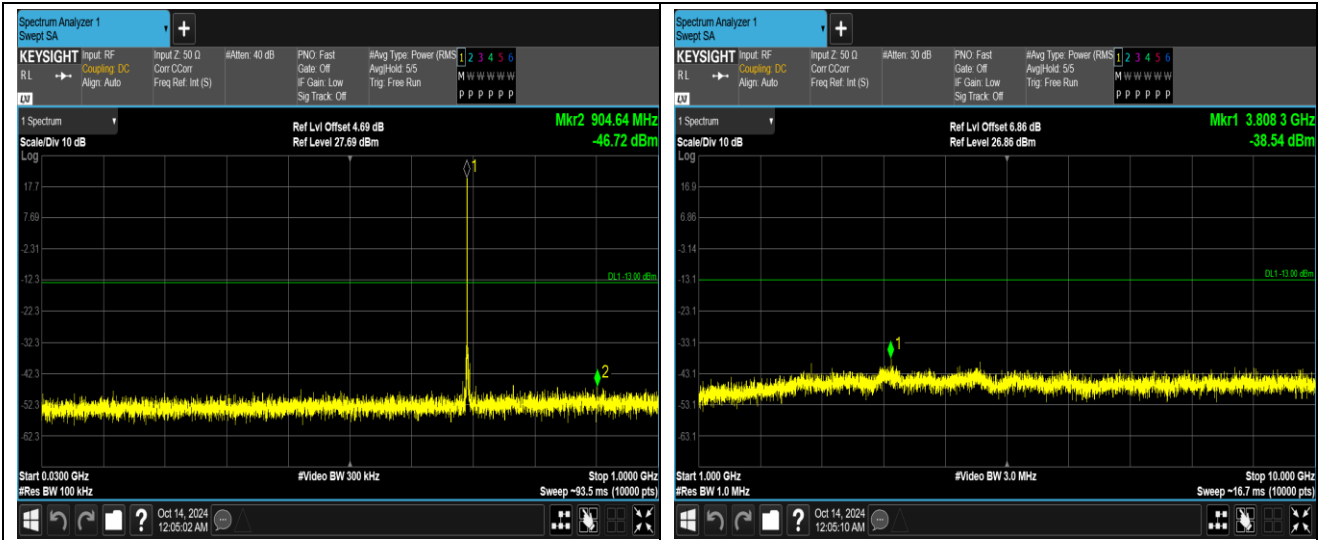 Spectrum Analyzer 1
Swept SA
+
KEYSIGHT
RL
LXI
Input: RF
Coupling: DC
Align: Auto
Input Z: 50 Ω
Corr CCorr
Freq Ref: Int (S)
#Atten: 40 dB
PNO: Fast
Gate: Off
IF Gain: Low
Sig Track: Off
#Avg Type: Power (RMS
Avg|Hold: 5/5
Trig: Free Run
1 2 3 4 5 6
M W W W W W
P P P P P P
1 Spectrum
Scale/Div 10 dB
Ref Lvl Offset 4.69 dB
Ref Level 27.69 dBm
Mkr2 904.64 MHz
-46.72 dBm
Log
1
17.7
7.69
-2.31
DL1 -13.00 dBm
-12.3
-22.3
-32.3
-42.3
2
-52.3
-62.3
Start 0.0300 GHz
#Res BW 100 kHz
#Video BW 300 kHz
Stop 1.0000 GHz
Sweep ~93.5 ms (10000 pts)
?
Oct 14, 2024
12:05:02 AM
Spectrum Analyzer 1
Swept SA
+
KEYSIGHT
RL
LXI
Input: RF
Coupling: DC
Align: Auto
Input Z: 50 Ω
Corr CCorr
Freq Ref: Int (S)
#Atten: 30 dB
PNO: Fast
Gate: Off
IF Gain: Low
Sig Track: Off
#Avg Type: Power (RMS
Avg|Hold: 5/5
Trig: Free Run
1 2 3 4 5 6
M W W W W W
P P P P P P
1 Spectrum
Scale/Div 10 dB
Ref Lvl Offset 6.86 dB
Ref Level 26.86 dBm
Mkr1 3.808 3 GHz
-38.54 dBm
Log
16.9
6.86
-3.14
DL1 -13.00 dBm
-13.1
-23.1
-33.1
1
-43.1
-53.1
-63.1
Start 1.000 GHz
#Res BW 1.0 MHz
#Video BW 3.0 MHz
Stop 10.000 GHz
Sweep ~16.7 ms (10000 pts)
?
Oct 14, 2024
12:05:10 AM